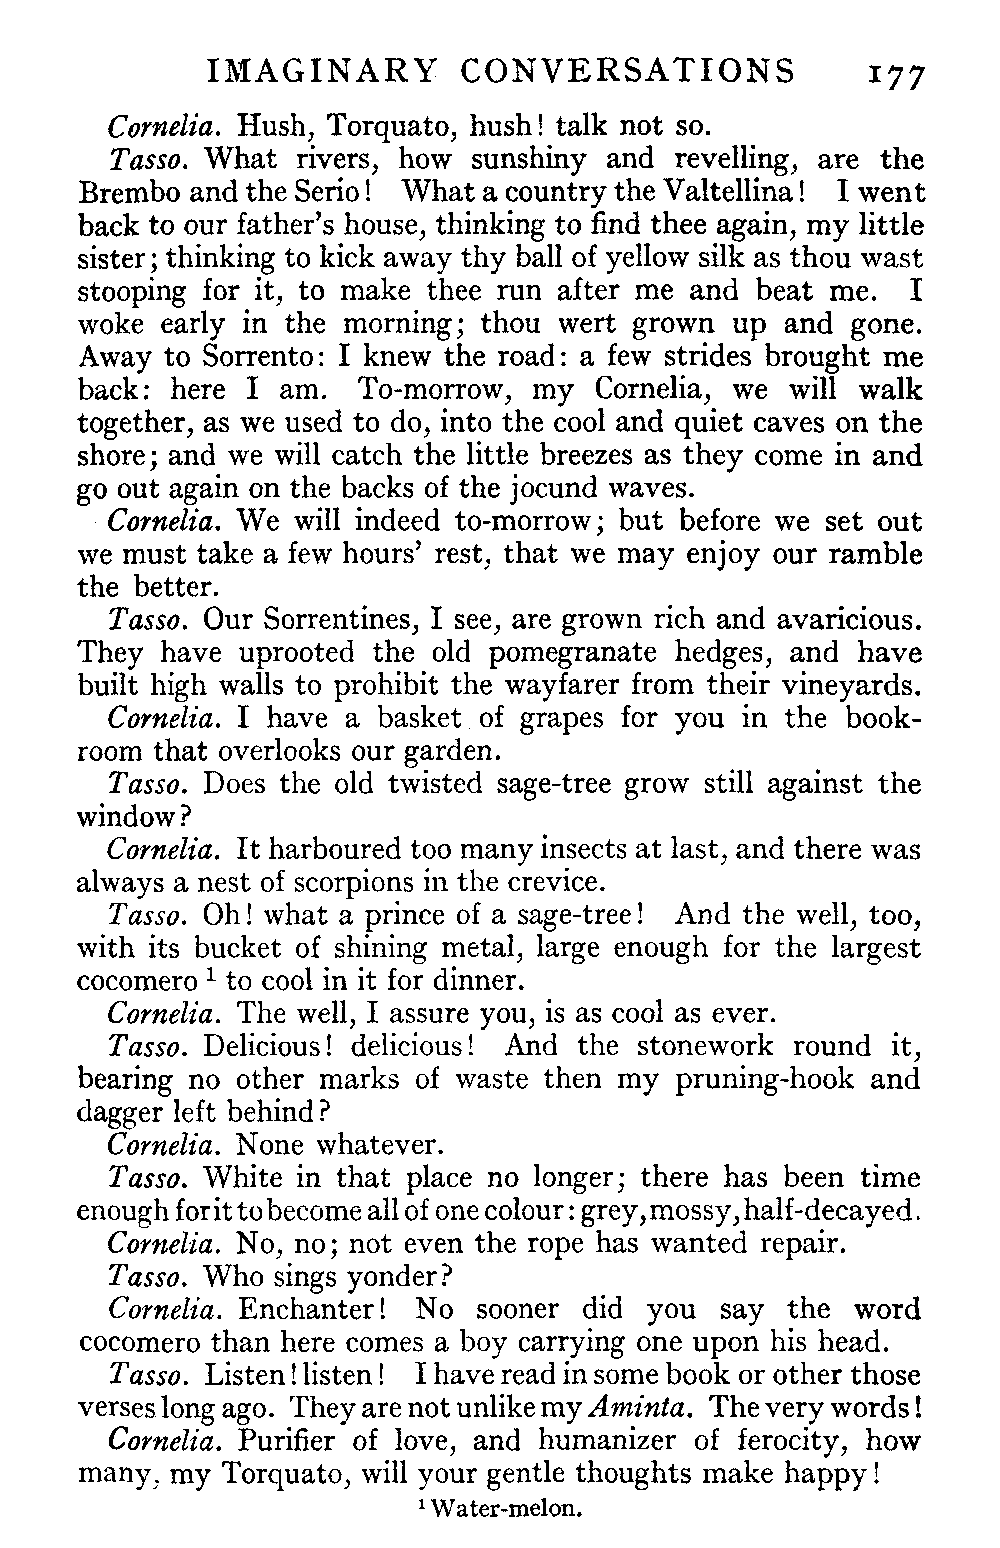 IMAGINARY CONVERSATIONS 177
Cornelia. Hush, Torquato, hush! talk not so.
Tasso. What rivers, how sunshiny and revelling, are the
Brembo and the Serio! What a country the Valtellina! I went
back to our father's house, thinking to find thee again, my little
sister; thinking to kick away thy ball of yellow silk as thou wast
stooping for it, to make thee run after me and beat me. I
woke early in the morning; thou wert grown up and gone.
Away to Sorrento: I knew the road: a few strides brought me
back: here I am. To-morrow, my Cornelia, we will walk
together, as we used to do, into the cool and quiet caves on the
shore; and we will catch the little breezes as they come in and
go out again on the backs of the jocund waves.
Cornelia. We will indeed to-morrow; but before we set out
we must take a few hours' rest, that we may enjoy our ramble
the better.
Tasso. Our Sorrentines, I see, are grown rich and avaricious.
They have uprooted the old pomegranate hedges, and have
built high walls to prohibit the wayfarer from their vineyards.
Cornelia. I have a basket of grapes for you in the book-
room that overlooks our garden.
Tasso. Does the old twisted sage-tree grow still against the
window?
Cornelia. It harboured too many insects at last, and there was
always a nest of scorpions in the crevice.
Tasso. Oh! what a prince of a sage-tree! And the well, too,
with its bucket of shining metal, large enough for the largest
cocomero 1 to cool in it for dinner.
Cornelia. The well, I assure you, is as cool as ever.
Tasso. Delicious! delicious! And the stonework round it,
bearing no other marks of waste then my pruning-hook and
dagger left behind?
Cornelia. None whatever.
Tasso. White in that place no longer; there has been time
enough for it to become all of one colour: grey, mossy, half-decayed.
Cornelia. No, no; not even the rope has wanted repair.
Tasso. Who sings yonder?
Cornelia. Enchanter! No sooner did you say the word
cocomero than here comes a boy carrying one upon his head.
Tasso. Listen! listen! I have read in some book or other those
verses long ago. They are not unlike my Aminta. The very words!
Cornelia. Purifier of love, and humanizer of ferocity, how
many, my Torquato, will your gentle thoughts make happy!
1 Water-melon.